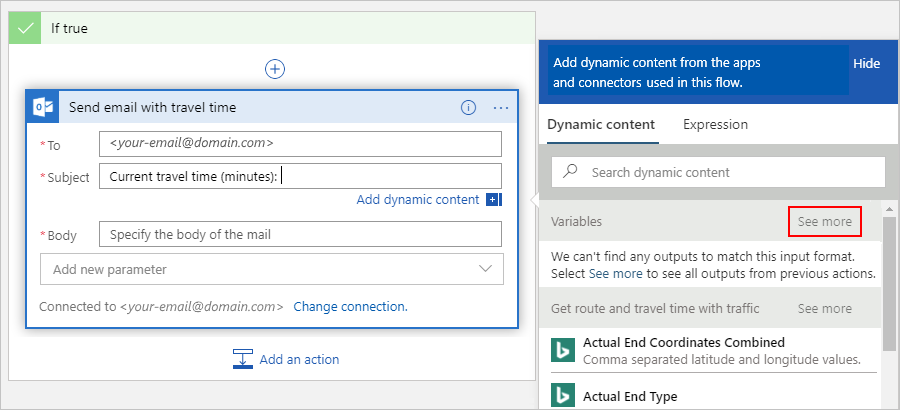 If true
Send email with travel time
* To
<your-email@domain.com>
* Subject
Current travel time (minutes):
Add dynamic content
* Body
Specify the body of the mail
Add new parameter
Connected to <your-email@domain.com> Change connection.
Add an action
Add dynamic content from the apps
and connectors used in this flow.
Hide
Dynamic content
Expression
Search dynamic content
Variables
See more
We can't find any outputs to match this input format.
Select See more to see all outputs from previous actions.
Get route and travel time with traffic
See more
Actual End Coordinates Combined
Comma separated latitude and longitude values.
Actual End Type